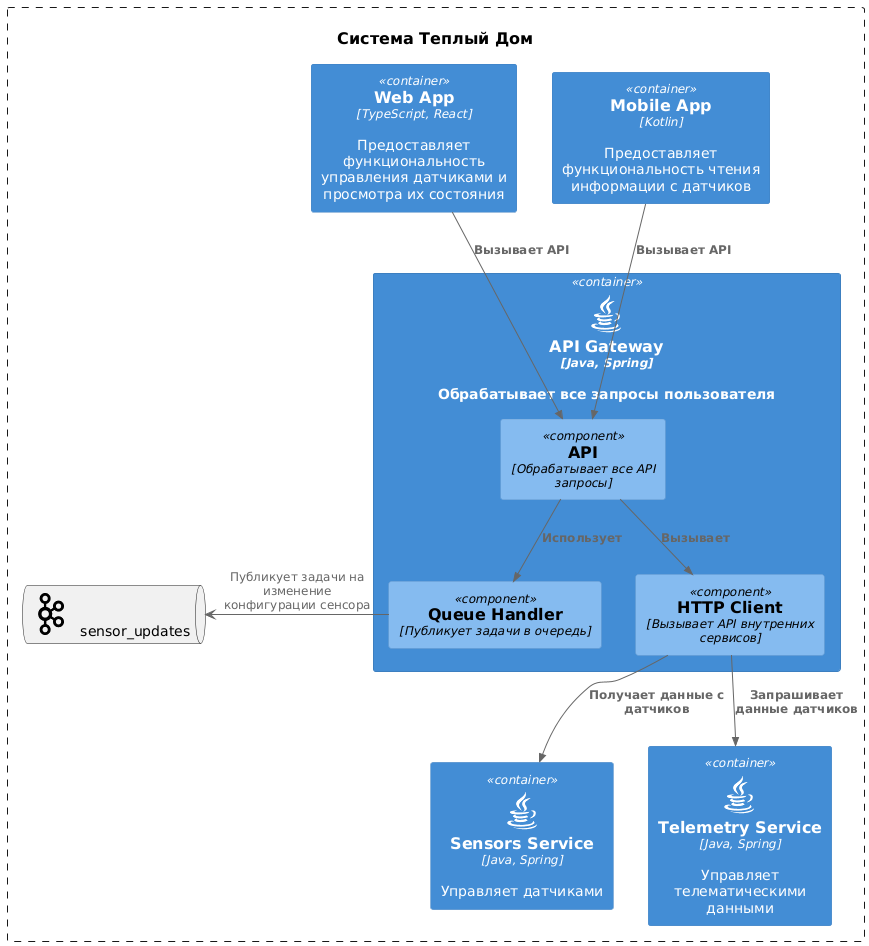 Система Теплый Дом
«container»
Web App
[TypeScript, React]
Предоставляет
функциональность
управления датчиками и
просмотра их состояния
«container»
Mobile App
[Kotlin]
Предоставляет
функциональность чтения
информации с датчиков
Вызывает API
Вызывает API
«container»
API Gateway
[Java, Spring]
Обрабатывает все запросы пользователя
«component»
API
[Обрабатывает все API
запросы]
Использует
Вызывает
Публикует задачи на
изменение
конфигурации сенсора
sensor_updates
«component»
Queue Handler
[Публикует задачи в очередь]
«component»
HTTP Client
[Вызывает API внутренних
сервисов]
Получает данные с
датчиков
Запрашивает
данные датчиков
«container»
Sensors Service
[Java, Spring]
Управляет датчиками
«container»
Telemetry Service
[Java, Spring]
Управляет
телематическими
данными